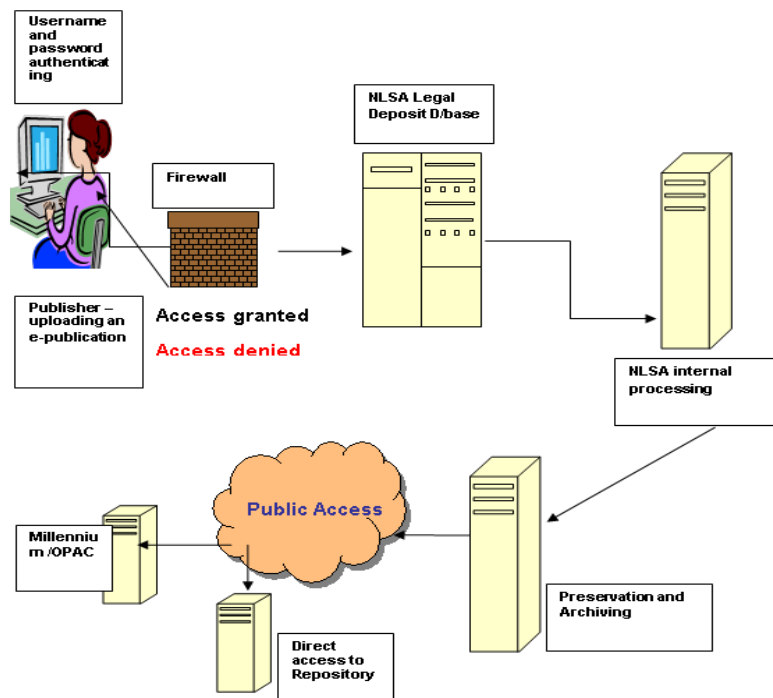 Username
and
password
authenticat
ing
NLSA Legal
Deposit D/base
Firewall
Publisher –
uploading an
e-publication
Access granted
Access denied
NLSA internal
processing
Public Access
Millenniu
m /OPAC
Preservation and
Archiving
Direct
access to
Repository